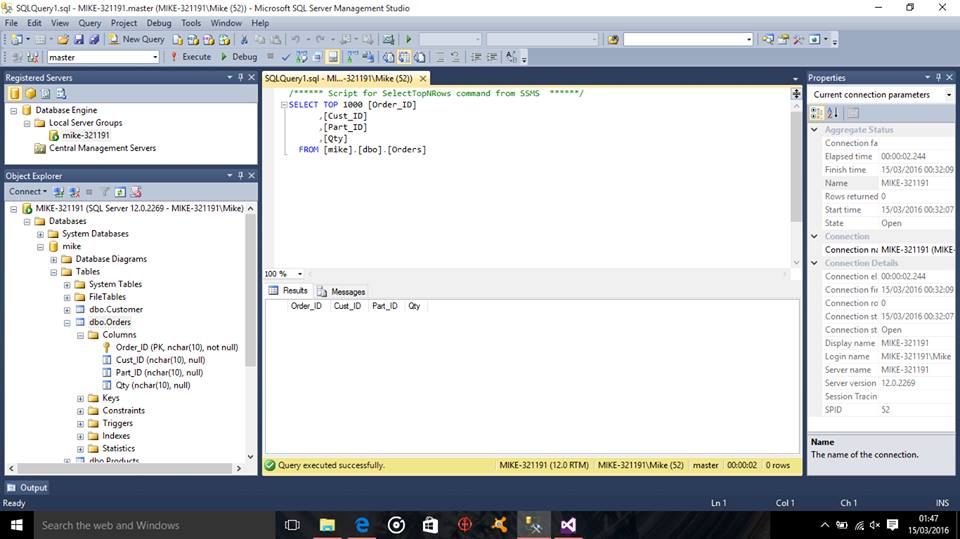 SQLQuery1.sql - MIKE-321191.master (MIKE-321191\Mike (52)) - Microsoft SQL Server Management Studio
File Edit View Query Project Debug Tools Window Help
New Query
master
Execute
Debug
Registered Servers
Database Engine
Local Server Groups
mike-321191
Central Management Servers
Object Explorer
Connect
MIKE-321191 (SQL Server 12.0.2269 - MIKE-321191\Mike)
Databases
System Databases
mike
Database Diagrams
Tables
System Tables
FileTables
dbo.Customer
dbo.Orders
Columns
Order_ID (PK, nchar(10), not null)
Cust_ID (nchar(10), null)
Part_ID (nchar(10), null)
Qty (nchar(10), null)
Keys
Constraints
Triggers
Indexes
Statistics
dbo.Products
SQLQuery1.sql - MI...-321191\Mike (52))
/****** Script for SelectTopNRows command from SSMS ******/
SELECT TOP 1000 [Order_ID]
,[Cust_ID]
,[Part_ID]
,[Qty]
FROM [mike].[dbo].[Orders]
100 %
Results Messages
Order_ID Cust_ID Part_ID Qty
Query executed successfully.
MIKE-321191 (12.0 RTM) MIKE-321191\Mike (52) master 00:00:02 0 rows
Properties
Current connection parameters
Aggregate Status
Connection fa
Elapsed time 00:00:02.244
Finish time 15/03/2016 00:32:09
Name MIKE-321191
Rows returned 0
Start time 15/03/2016 00:32:07
State Open
Connection
Connection na MIKE-321191 (MIKE-
Connection Details
Connection el 00:00:02.244
Connection fi 15/03/2016 00:32:09
Connection ro 0
Connection st 15/03/2016 00:32:07
Connection st Open
Display name MIKE-321191
Login name MIKE-321191\Mike
Server name MIKE-321191
Server version 12.0.2269
Session Tracin
SPID 52
Name
The name of the connection.
Output
Ready
Ln 1 Col 1 Ch 1 INS
Search the web and Windows
01:47
15/03/2016